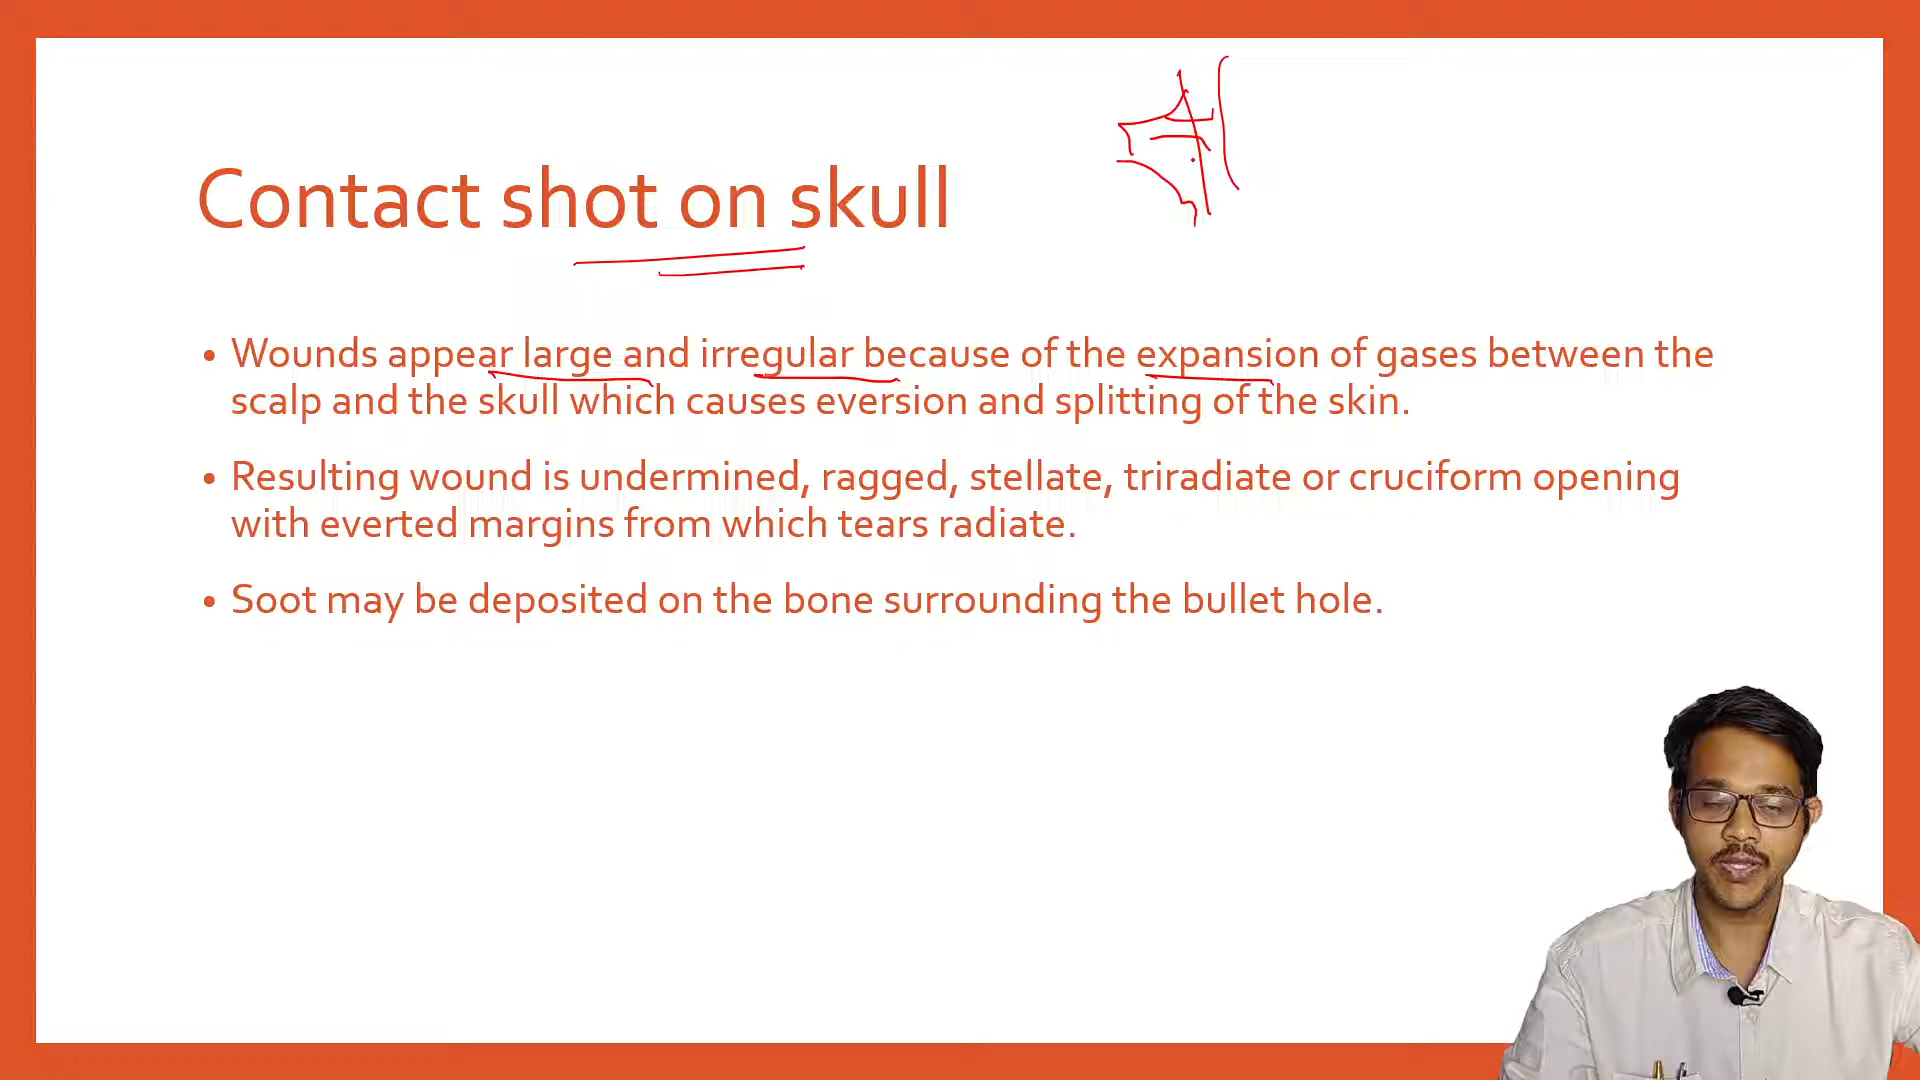 Contact shot on skull
• Wounds appear large and irregular because of the expansion of gases between the
scalp and the skull which causes eversion and splitting of the skin.
• Resulting wound is undermined, ragged, stellate, triradiate or cruciform opening
with everted margins from which tears radiate.
• Soot may be deposited on the bone surrounding the bullet hole.